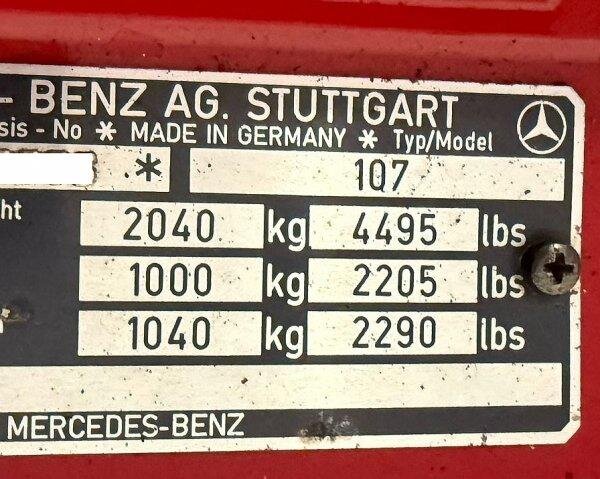 - BENZ AG. STUTTGART
sis - No * MADE IN GERMANY * Typ/Model
* 107
ht 2040 kg 4495 lbs
1000 kg 2205 lbs
1040 kg 2290 lbs
MERCEDES-BENZ